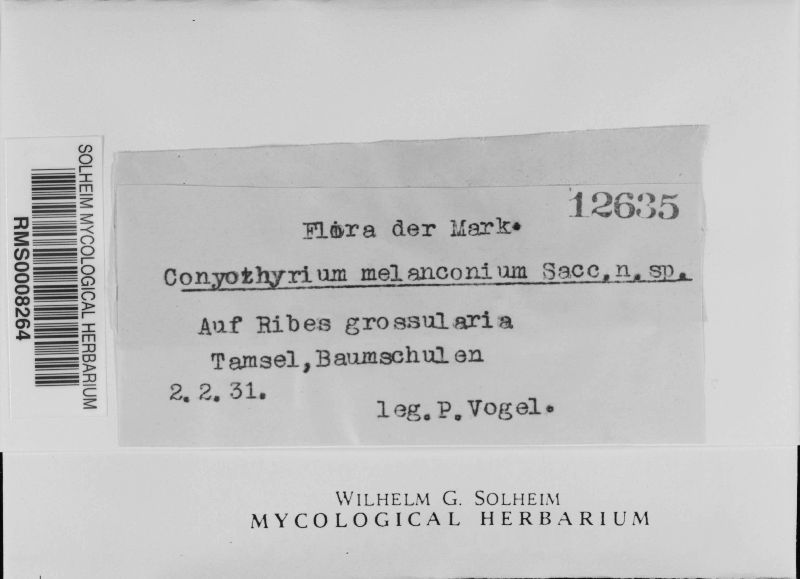 12635
Flora der Mark.
Conyothyrium melanconium Sacc, n. sp.
Auf Ribes grossularia
Tamsel, Baumschulen
2. 2. 31.
leg. P. Vogel.
SOLHEIM MYCOLOGICAL HERBARIUM
RMS0008264
WILHELM G. SOLHEIM
MYCOLOGICAL HERBARIUM